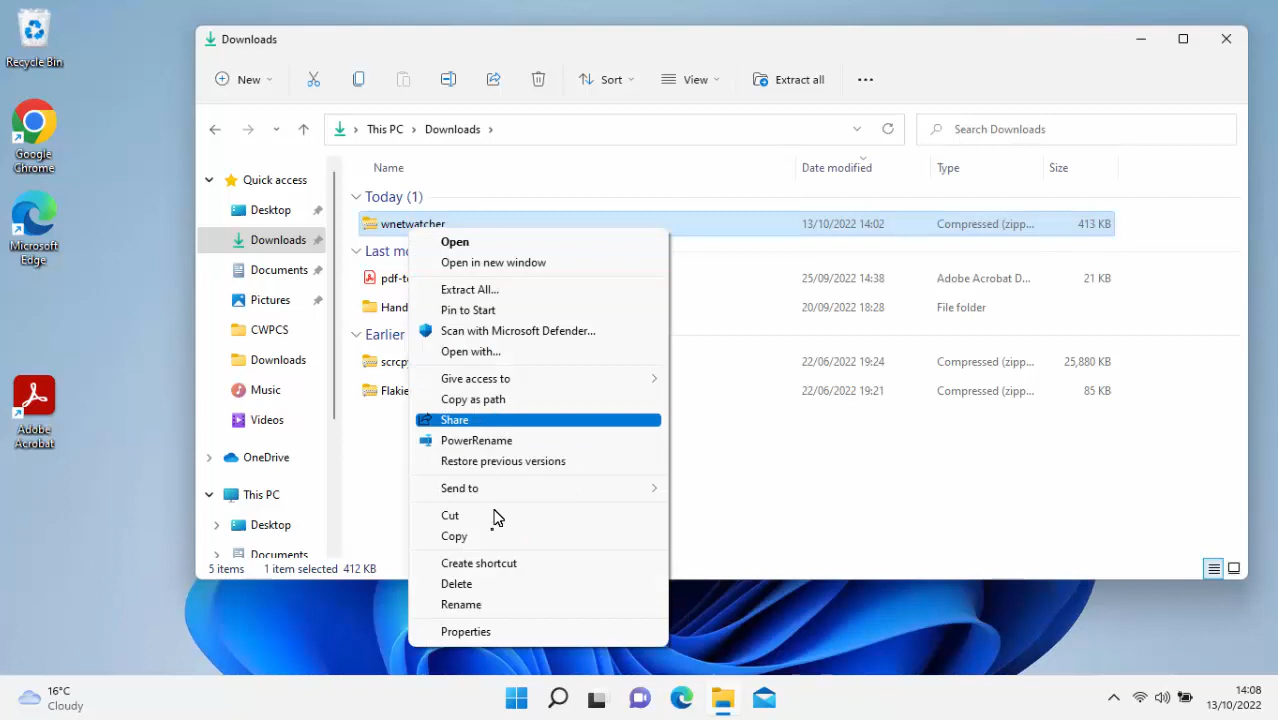 Recycle Bin
Google
Chrome
Microsoft
Edge
Adobe
Acrobat
Downloads
New
Sort
View
Extract all
This PC
Downloads
Search Downloads
Name
Date modified
Type
Size
Quick access
Desktop
Downloads
Documents
Pictures
CWPCS
Downloads
Music
Videos
OneDrive
This PC
Desktop
Documents
Today (1)
wnetwatcher 13/10/2022 14:02 Compressed (zipp... 413 KB
Last mo
pdf-te 25/09/2022 14:38 Adobe Acrobat D... 21 KB
Hand 20/09/2022 18:28 File folder
Earlier
scrcpy 22/06/2022 19:24 Compressed (zipp... 25,880 KB
Flakie 22/06/2022 19:21 Compressed (zipp... 85 KB
Open
Open in new window
Extract All...
Pin to Start
Scan with Microsoft Defender...
Open with...
Give access to
Copy as path
Share
PowerRename
Restore previous versions
Send to
Cut
Copy
Create shortcut
Delete
Rename
Properties
5 items 1 item selected 412 KB
16°C
Cloudy
14:08
13/10/2022